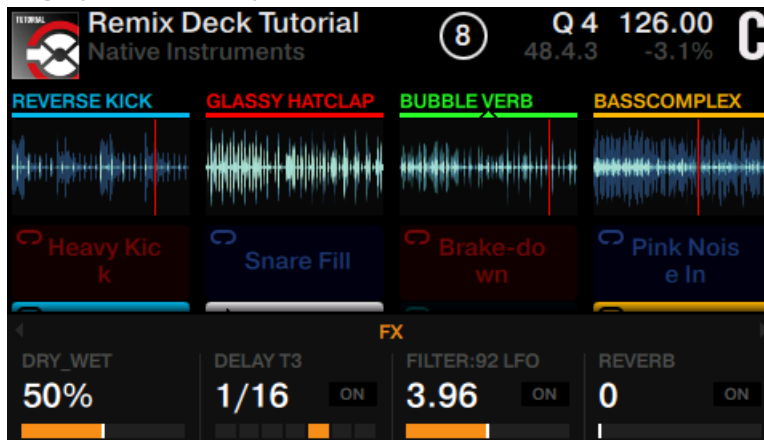 TUTORIAL
Remix Deck Tutorial
8
Q 4
126.00
C
Native Instruments
48.4.3
-3.1%
REVERSE KICK
GLASSY HATCLAP
BUBBLE VERB
BASSCOMPLEX
Heavy Kic
k
Snare Fill
Brake-do
wn
Pink Nois
e In
FX
DRY_WET
DELAY T3
FILTER:92 LFO
REVERB
50%
1/16
ON
3.96
ON
0
ON